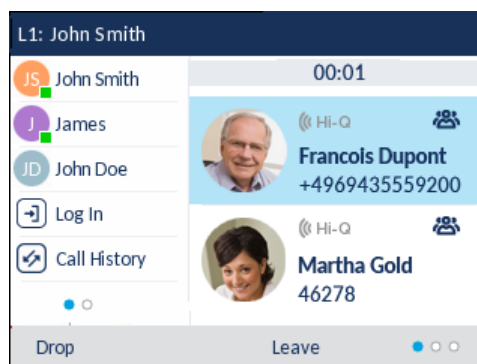 L1: John Smith
JS John Smith
J James
JD John Doe
Log In
Call History
00:01
Hi-Q
Francois Dupont
+4969435559200
Hi-Q
Martha Gold
46278
Drop
Leave